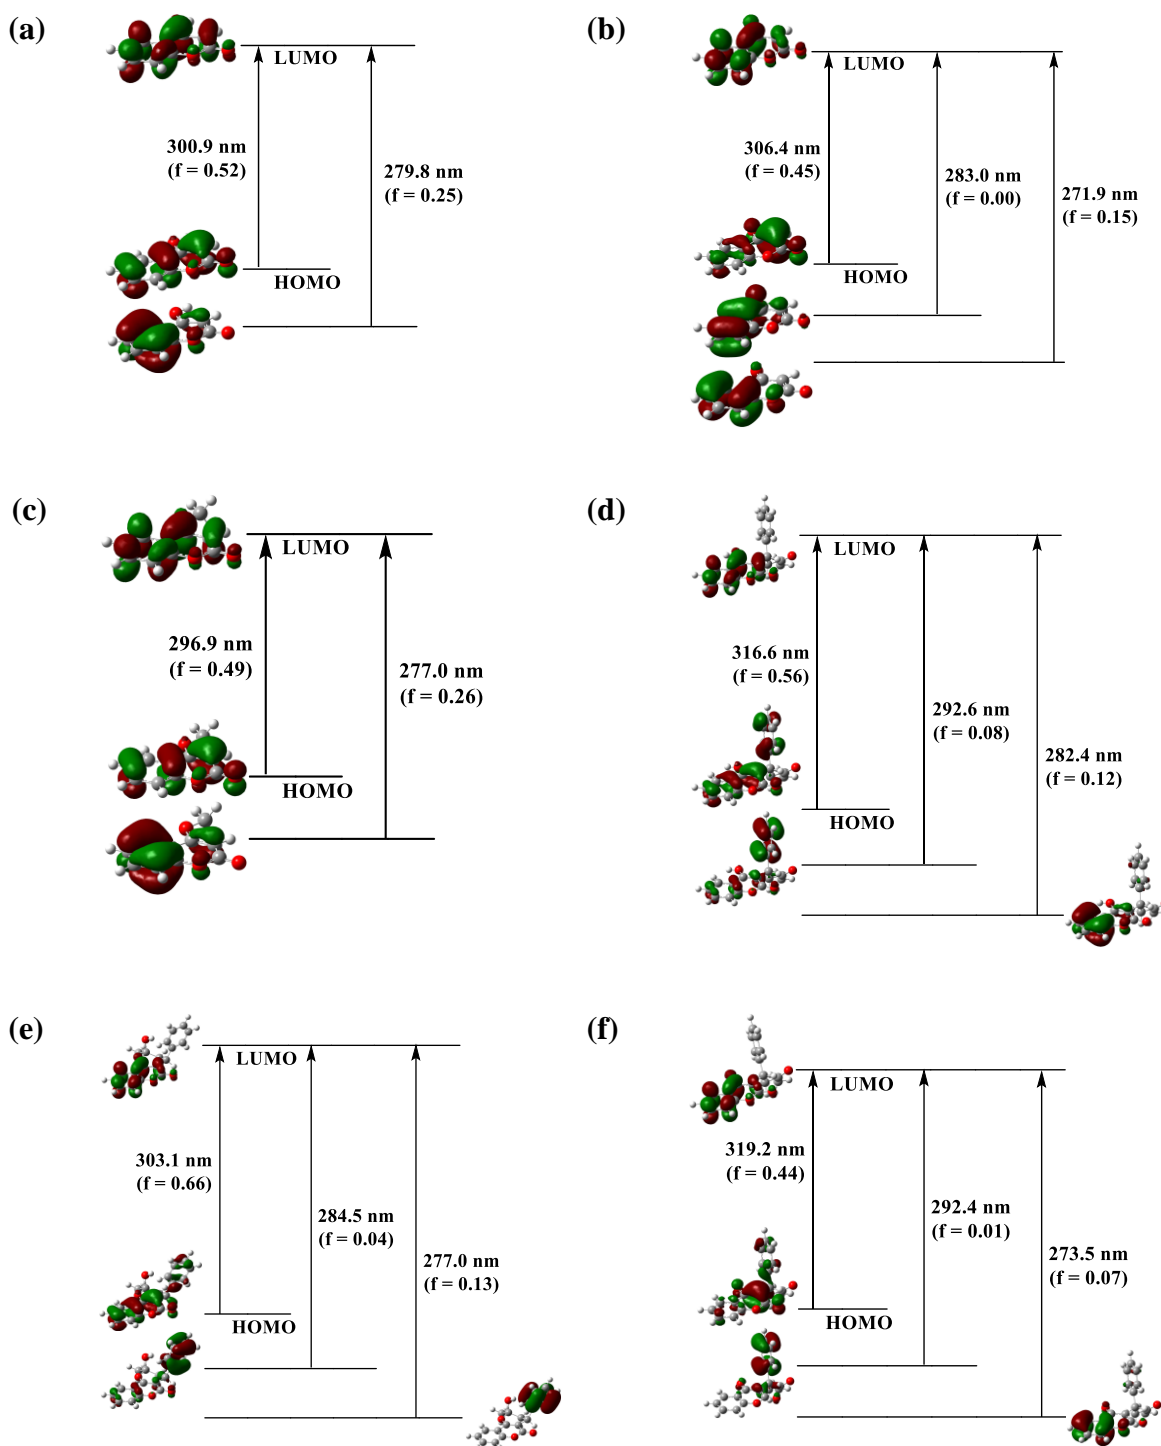 (a)
LUMO
300.9 nm
(f = 0.52)
279.8 nm
(f = 0.25)
HOMO
(b)
LUMO
306.4 nm
(f = 0.45)
283.0 nm
(f = 0.00)
271.9 nm
(f = 0.15)
HOMO
(c)
LUMO
296.9 nm
(f = 0.49)
277.0 nm
(f = 0.26)
HOMO
(d)
LUMO
316.6 nm
(f = 0.56)
292.6 nm
(f = 0.08)
282.4 nm
(f = 0.12)
HOMO
(e)
LUMO
303.1 nm
(f = 0.66)
284.5 nm
(f = 0.04)
277.0 nm
(f = 0.13)
HOMO
(f)
LUMO
319.2 nm
(f = 0.44)
292.4 nm
(f = 0.01)
273.5 nm
(f = 0.07)
HOMO